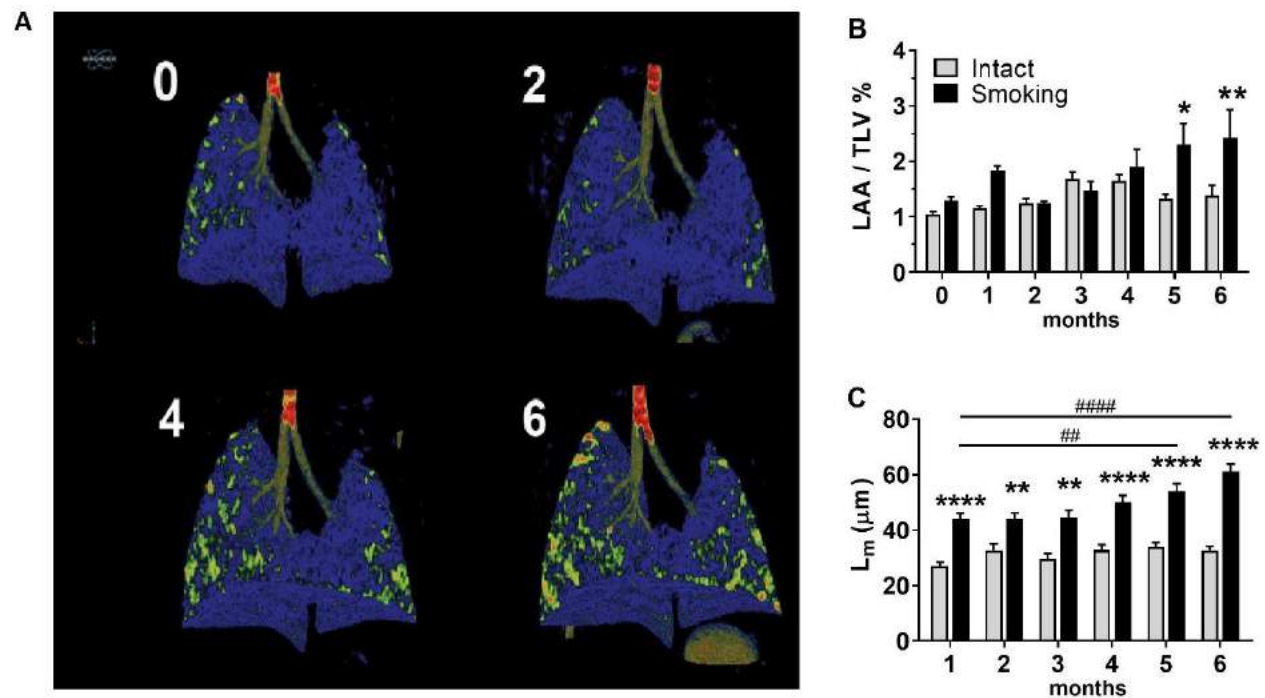 A
0
2
4
6
B
LAA / TLV %
4
3
2
1
0
Intact
Smoking
*
**
0 1 2 3 4 5 6
months
C
Lm (μm)
80
60
40
20
0
####
##
**** ** ** **** **** ****
1 2 3 4 5 6
months